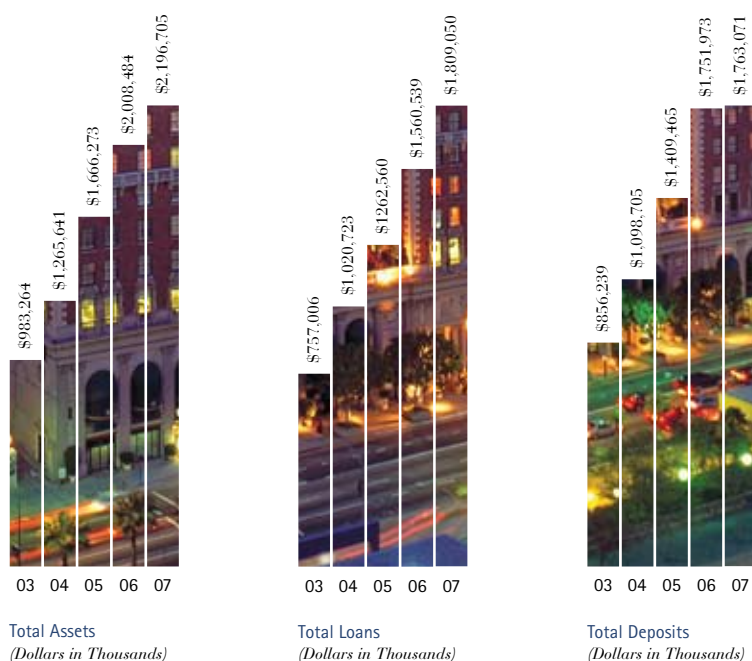 $983,264
$1,265,641
$1,666,273
$2,008,484
$2,196,705
03 04 05 06 07
Total Assets
(Dollars in Thousands)
$757,006
$1,020,723
$1262,560
$1,560,539
$1,809,050
03 04 05 06 07
Total Loans
(Dollars in Thousands)
$856,239
$1,098,705
$1,409,465
$1,751,973
$1,763,071
03 04 05 06 07
Total Deposits
(Dollars in Thousands)